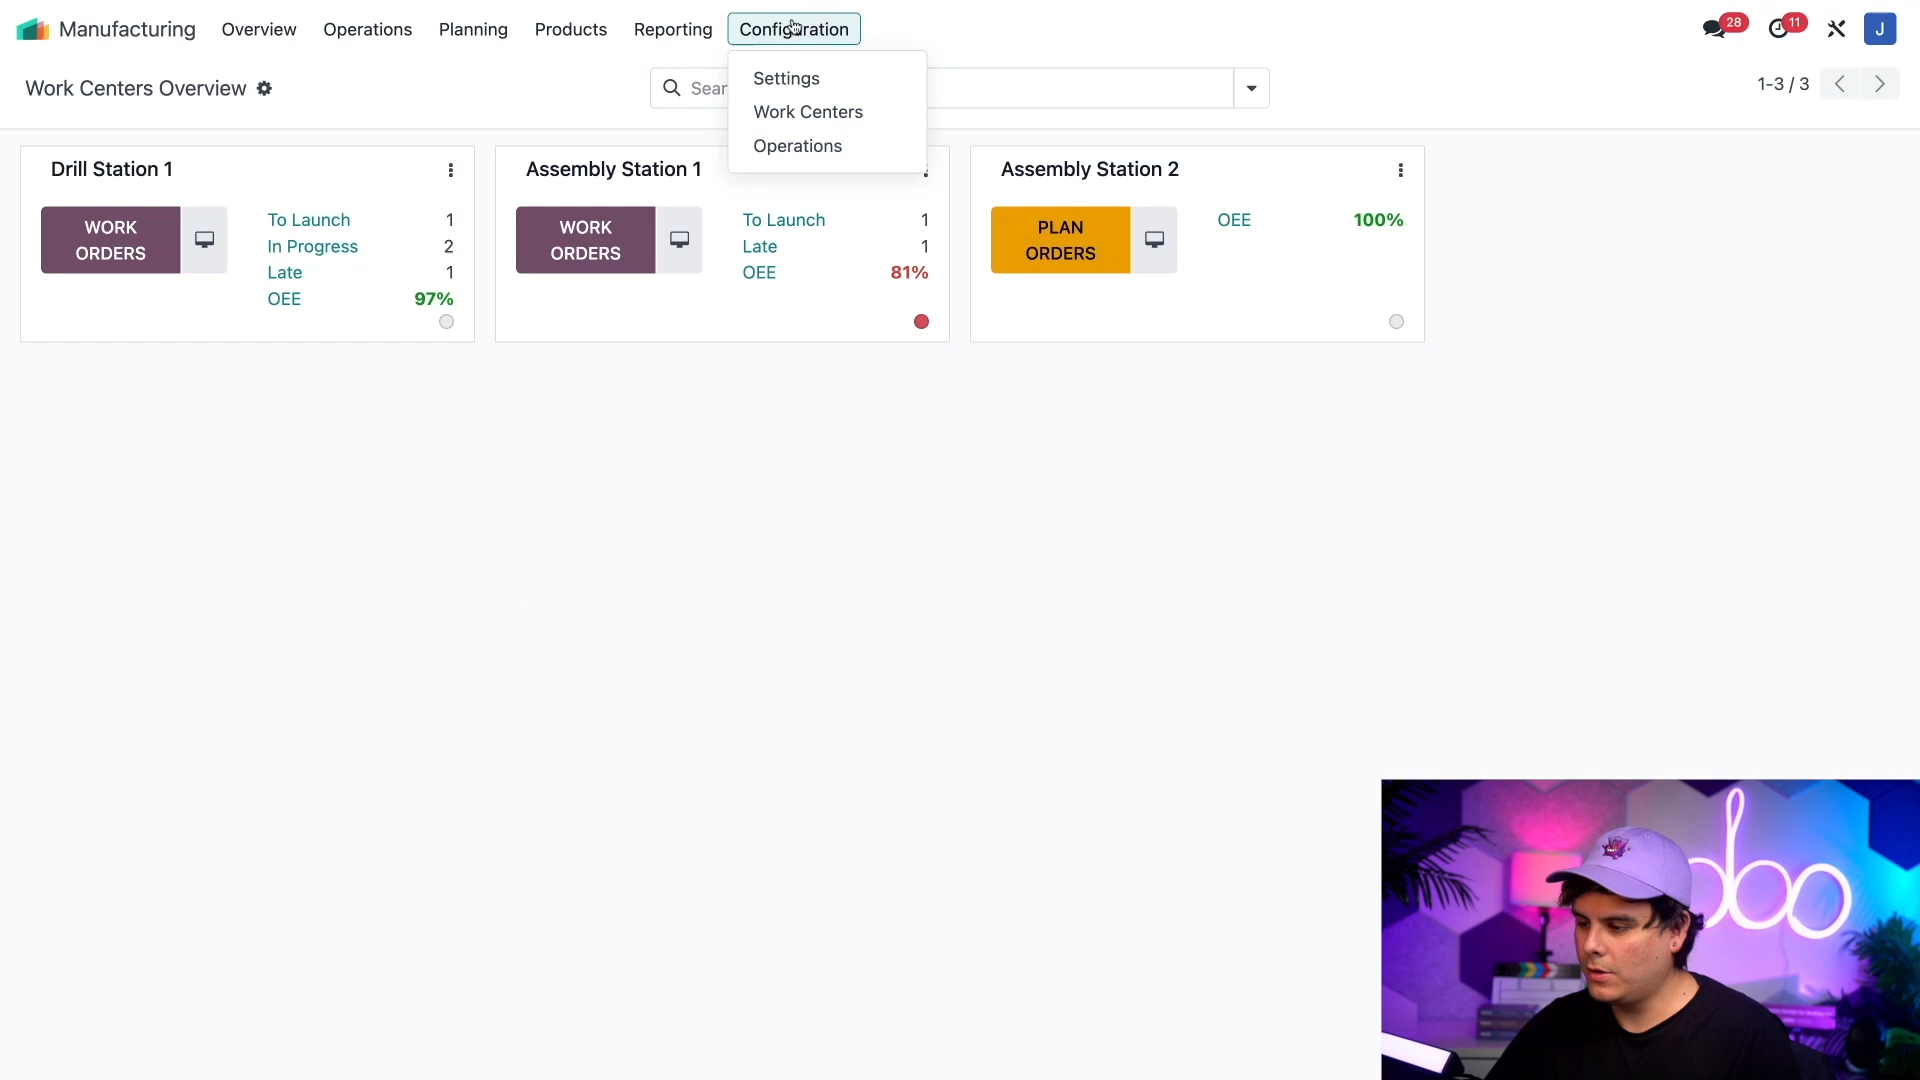 Manufacturing Overview Operations Planning Products Reporting Configuration 28 11 J
Work Centers Overview 1-3 / 3
Settings
Work Centers
Operations
Drill Station 1
WORK
ORDERS
To Launch 1
In Progress 2
Late 1
OEE 97%
Assembly Station 1
WORK
ORDERS
To Launch 1
Late 1
OEE 81%
Assembly Station 2
PLAN
ORDERS
OEE 100%